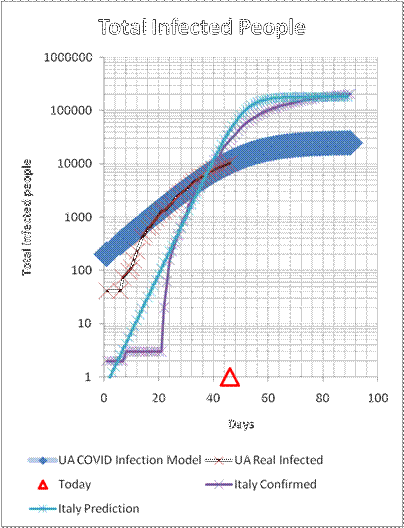 Total Infected People
1000000
100000
10000
1000
100
10
1
0 20 40 60 80 100
Total Infected people
Days
UA COVID Infection Model UA Real Infected
Today Italy Confirmed
Italy Prediction